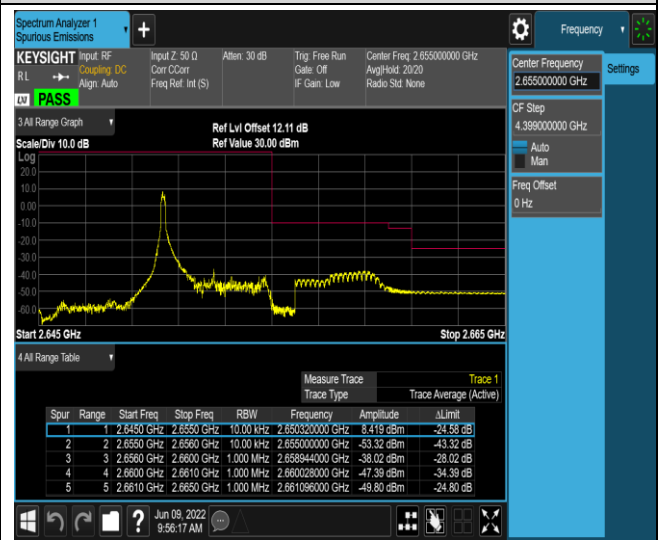 Spectrum Analyzer 1
Spurious Emissions
Frequency
KEYSIGHT
Input: RF
Input Z: 50 Ω
Atten: 30 dB
Trig: Free Run
Center Freq: 2.655000000 GHz
R L
Coupling: DC
Corr CCorr
Gate: Off
Avg|Hold: 20/20
Align: Auto
Freq Ref: Int (S)
IF Gain: Low
Radio Std: None
LXI
PASS
Center Frequency
2.655000000 GHz
Settings
CF Step
4.399000000 GHz
Auto
Man
Freq Offset
0 Hz
3 All Range Graph
Ref Lvl Offset 12.11 dB
Scale/Div 10.0 dB
Ref Value 30.00 dBm
Log
20.0
10.0
0.00
-10.0
-20.0
-30.0
-40.0
-50.0
-60.0
Start 2.645 GHz
Stop 2.665 GHz
4 All Range Table
Measure Trace Trace 1
Trace Type Trace Average (Active)
Spur Range Start Freq Stop Freq RBW Frequency Amplitude ΔLimit
1 1 2.6450 GHz 2.6550 GHz 10.00 kHz 2.650320000 GHz 8.419 dBm -24.58 dB
2 2 2.6550 GHz 2.6560 GHz 10.00 kHz 2.655000000 GHz -53.32 dBm -43.32 dB
3 3 2.6560 GHz 2.6600 GHz 1.000 MHz 2.658944000 GHz -38.02 dBm -28.02 dB
4 4 2.6600 GHz 2.6610 GHz 1.000 MHz 2.660028000 GHz -47.39 dBm -34.39 dB
5 5 2.6610 GHz 2.6650 GHz 1.000 MHz 2.661096000 GHz -49.80 dBm -24.80 dB
Jun 09, 2022
9:56:17 AM